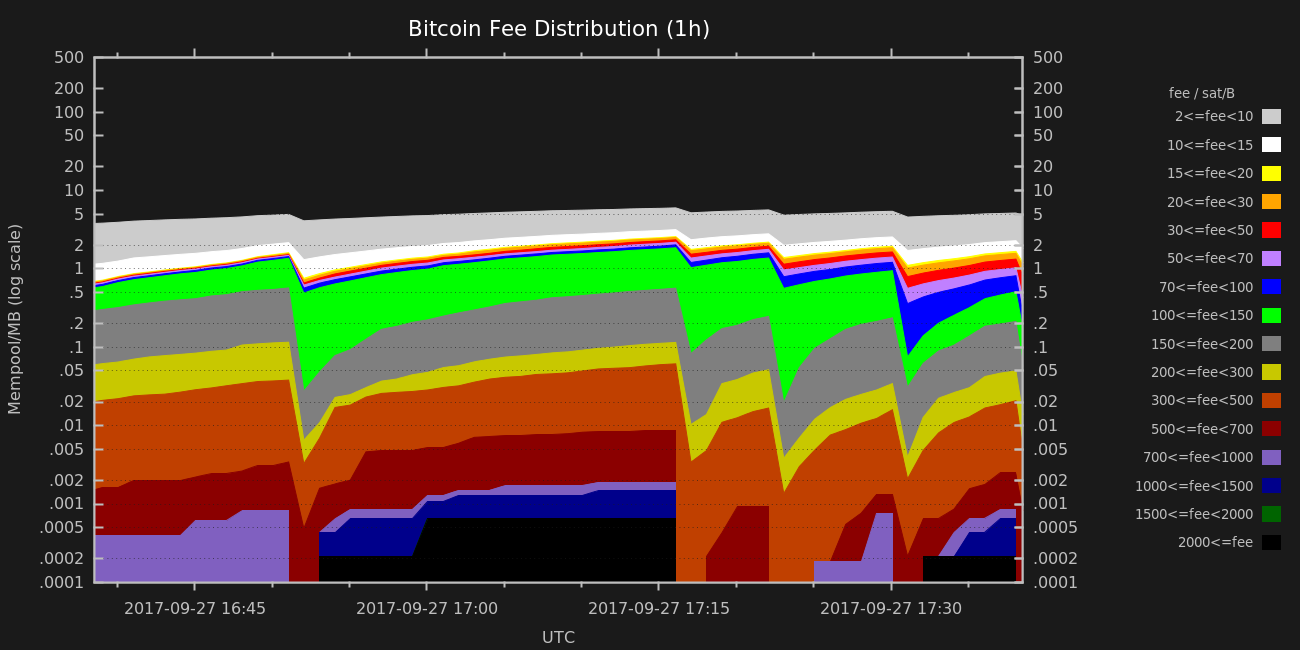 Bitcoin Fee Distribution (1h)
Mempool/MB (log scale)
500
200
100
50
20
10
5
2
1
.5
.2
.1
.05
.02
.01
.005
.002
.001
.0005
.0002
.0001
500
200
100
50
20
10
5
2
1
.5
.2
.1
.05
.02
.01
.005
.002
.001
.0005
.0002
.0001
2017-09-27 16:45
2017-09-27 17:00
2017-09-27 17:15
2017-09-27 17:30
UTC
fee / sat/B
2<=fee<10
10<=fee<15
15<=fee<20
20<=fee<30
30<=fee<50
50<=fee<70
70<=fee<100
100<=fee<150
150<=fee<200
200<=fee<300
300<=fee<500
500<=fee<700
700<=fee<1000
1000<=fee<1500
1500<=fee<2000
2000<=fee